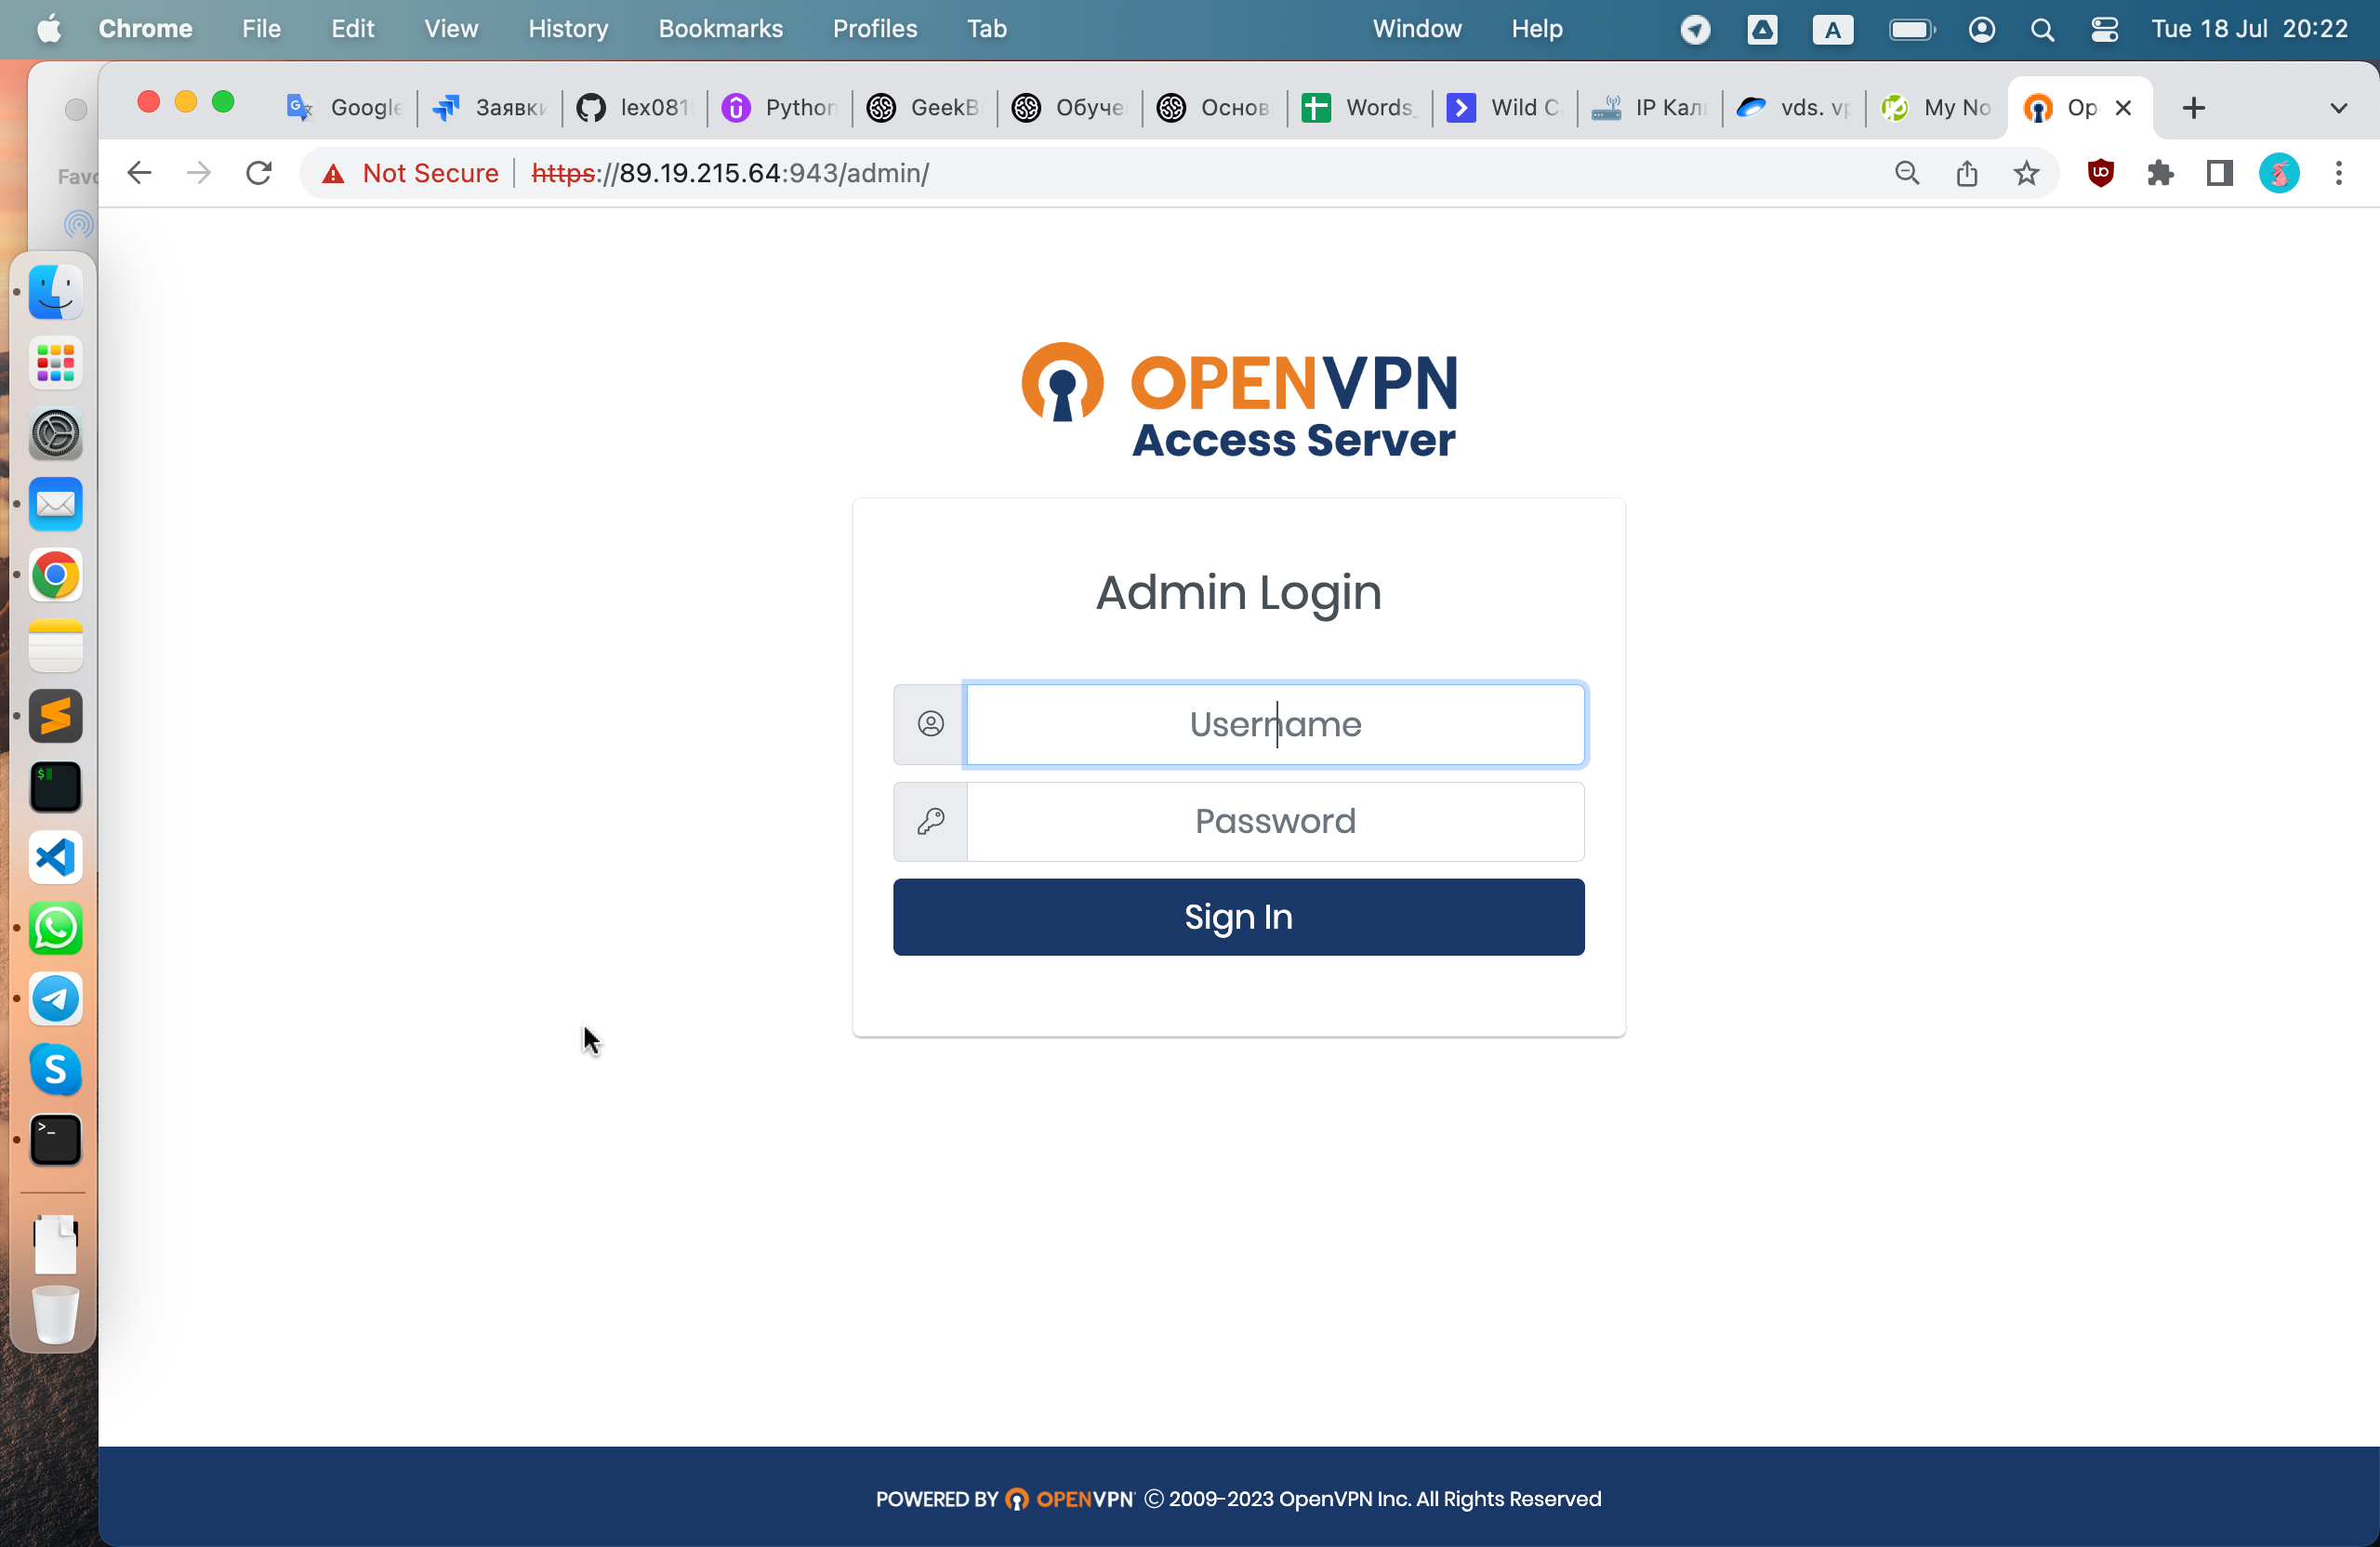 Chrome File Edit View History Bookmarks Profiles Tab Window Help A Tue 18 Jul 20:22
Google Заявки lex081 Python GeekB Обуче Основ Words_ Wild C IP Кал vds. vp My No Op
Not Secure https://89.19.215.64:943/admin/
OPENVPN
Access Server
Admin Login
Username
Password
Sign In
POWERED BY OPENVPN © 2009-2023 OpenVPN Inc. All Rights Reserved